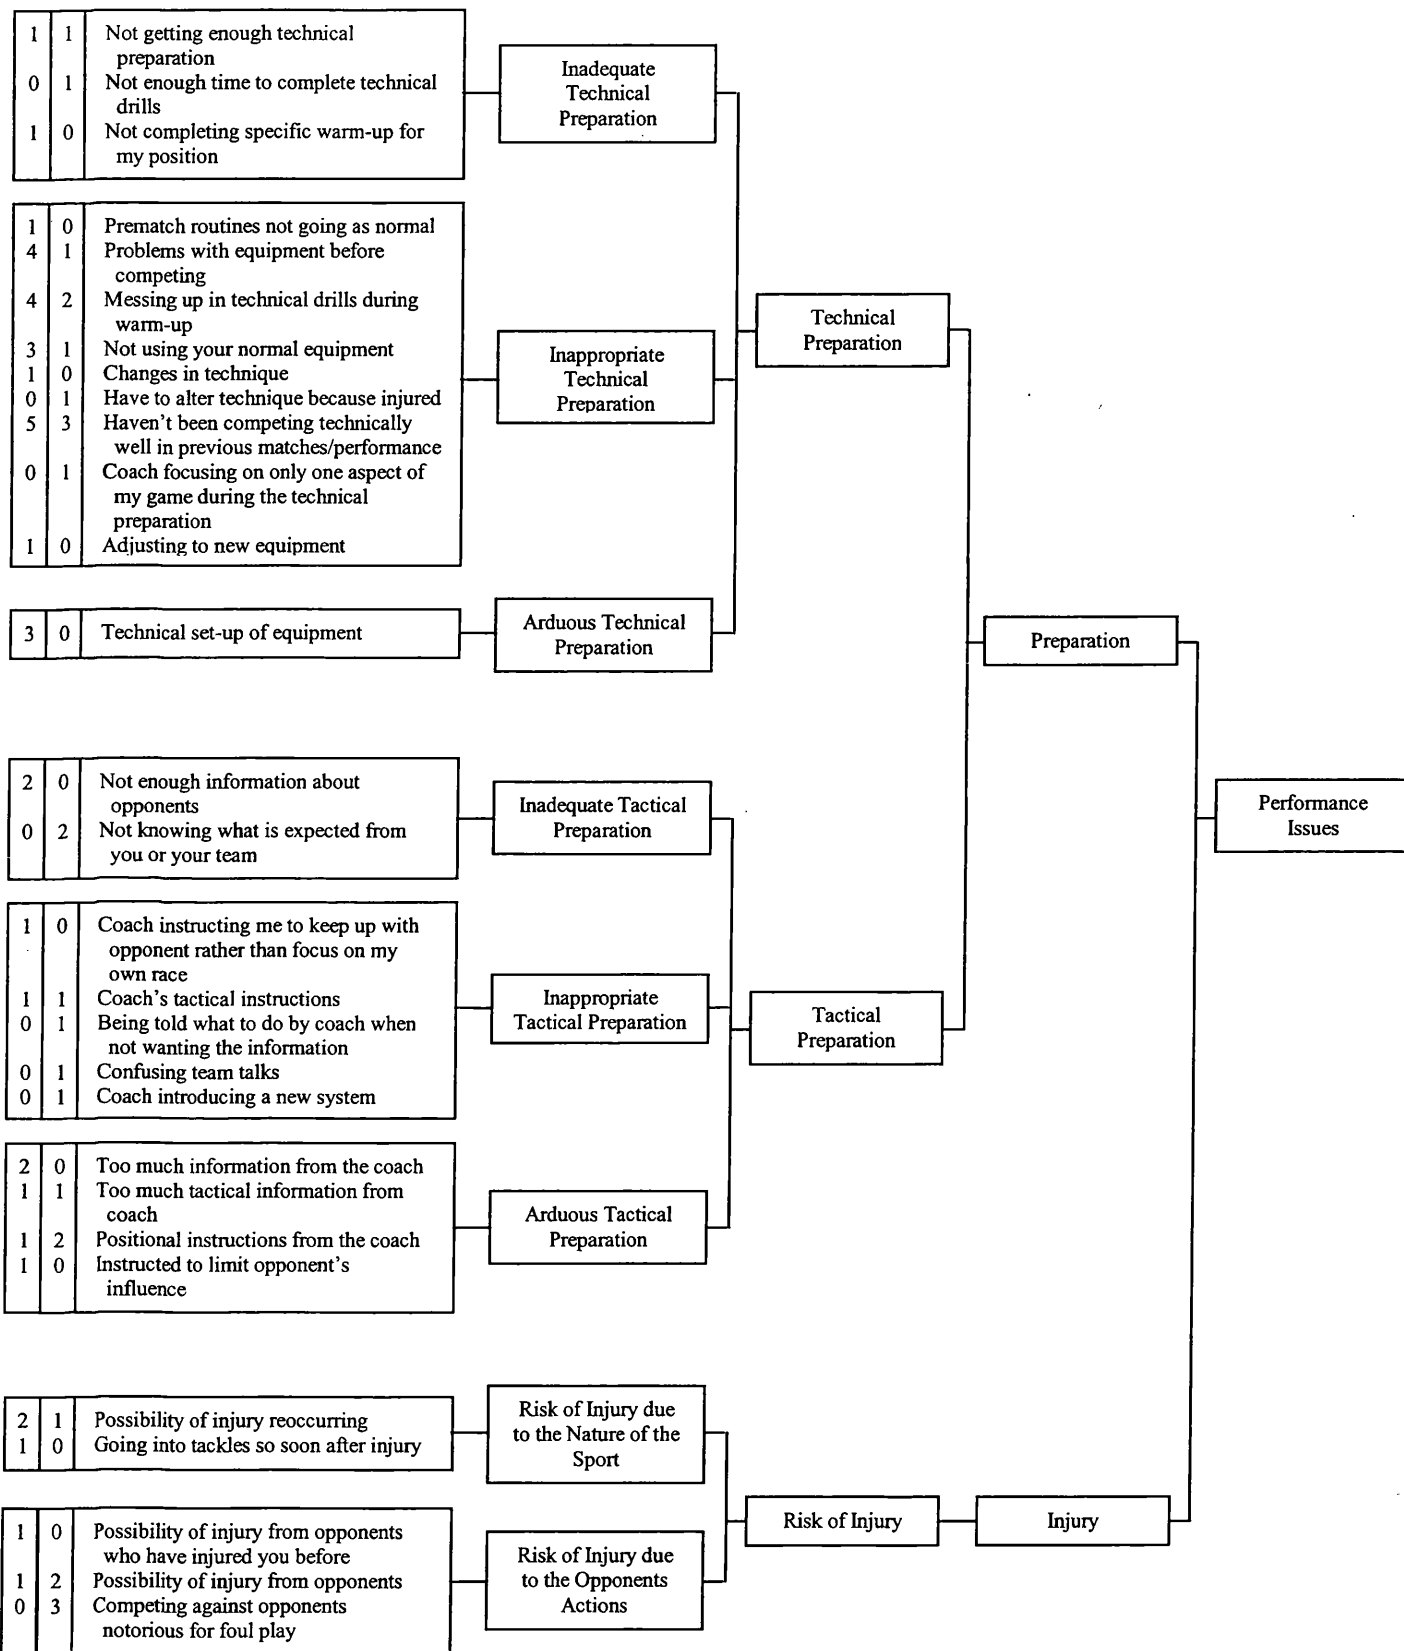 1 1 Not getting enough technical
preparation
0 1 Not enough time to complete technical
drills
1 0 Not completing specific warm-up for
my position
Inadequate
Technical
Preparation
1 0 Prematch routines not going as normal
4 1 Problems with equipment before
competing
4 2 Messing up in technical drills during
warm-up
3 1 Not using your normal equipment
1 0 Changes in technique
0 1 Have to alter technique because injured
5 3 Haven't been competing technically
well in previous matches/performance
0 1 Coach focusing on only one aspect of
my game during the technical
preparation
1 0 Adjusting to new equipment
Inappropriate
Technical
Preparation
3 0 Technical set-up of equipment
Arduous Technical
Preparation
Technical
Preparation
2 0 Not enough information about
opponents
0 2 Not knowing what is expected from
you or your team
Inadequate Tactical
Preparation
1 0 Coach instructing me to keep up with
opponent rather than focus on my
own race
1 1 Coach's tactical instructions
0 1 Being told what to do by coach when
not wanting the information
0 1 Confusing team talks
0 1 Coach introducing a new system
Inappropriate
Tactical Preparation
2 0 Too much information from the coach
1 1 Too much tactical information from
coach
1 2 Positional instructions from the coach
1 0 Instructed to limit opponent's
influence
Arduous Tactical
Preparation
Tactical
Preparation
Preparation
2 1 Possibility of injury reoccurring
1 0 Going into tackles so soon after injury
Risk of Injury due
to the Nature of the
Sport
1 0 Possibility of injury from opponents
who have injured you before
1 2 Possibility of injury from opponents
0 3 Competing against opponents
notorious for foul play
Risk of Injury due
to the Opponents
Actions
Risk of Injury
Injury
Performance
Issues